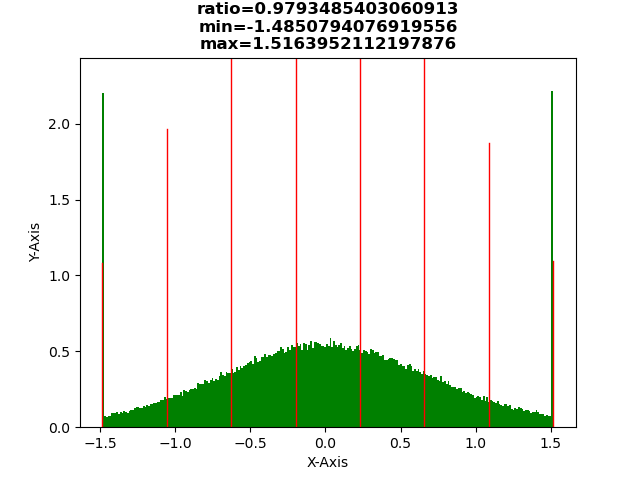 ratio=0.9793485403060913
min=-1.4850794076919556
max=1.5163952112197876
Y-Axis
2.0
1.5
1.0
0.5
0.0
−1.5 −1.0 −0.5 0.0 0.5 1.0 1.5
X-Axis